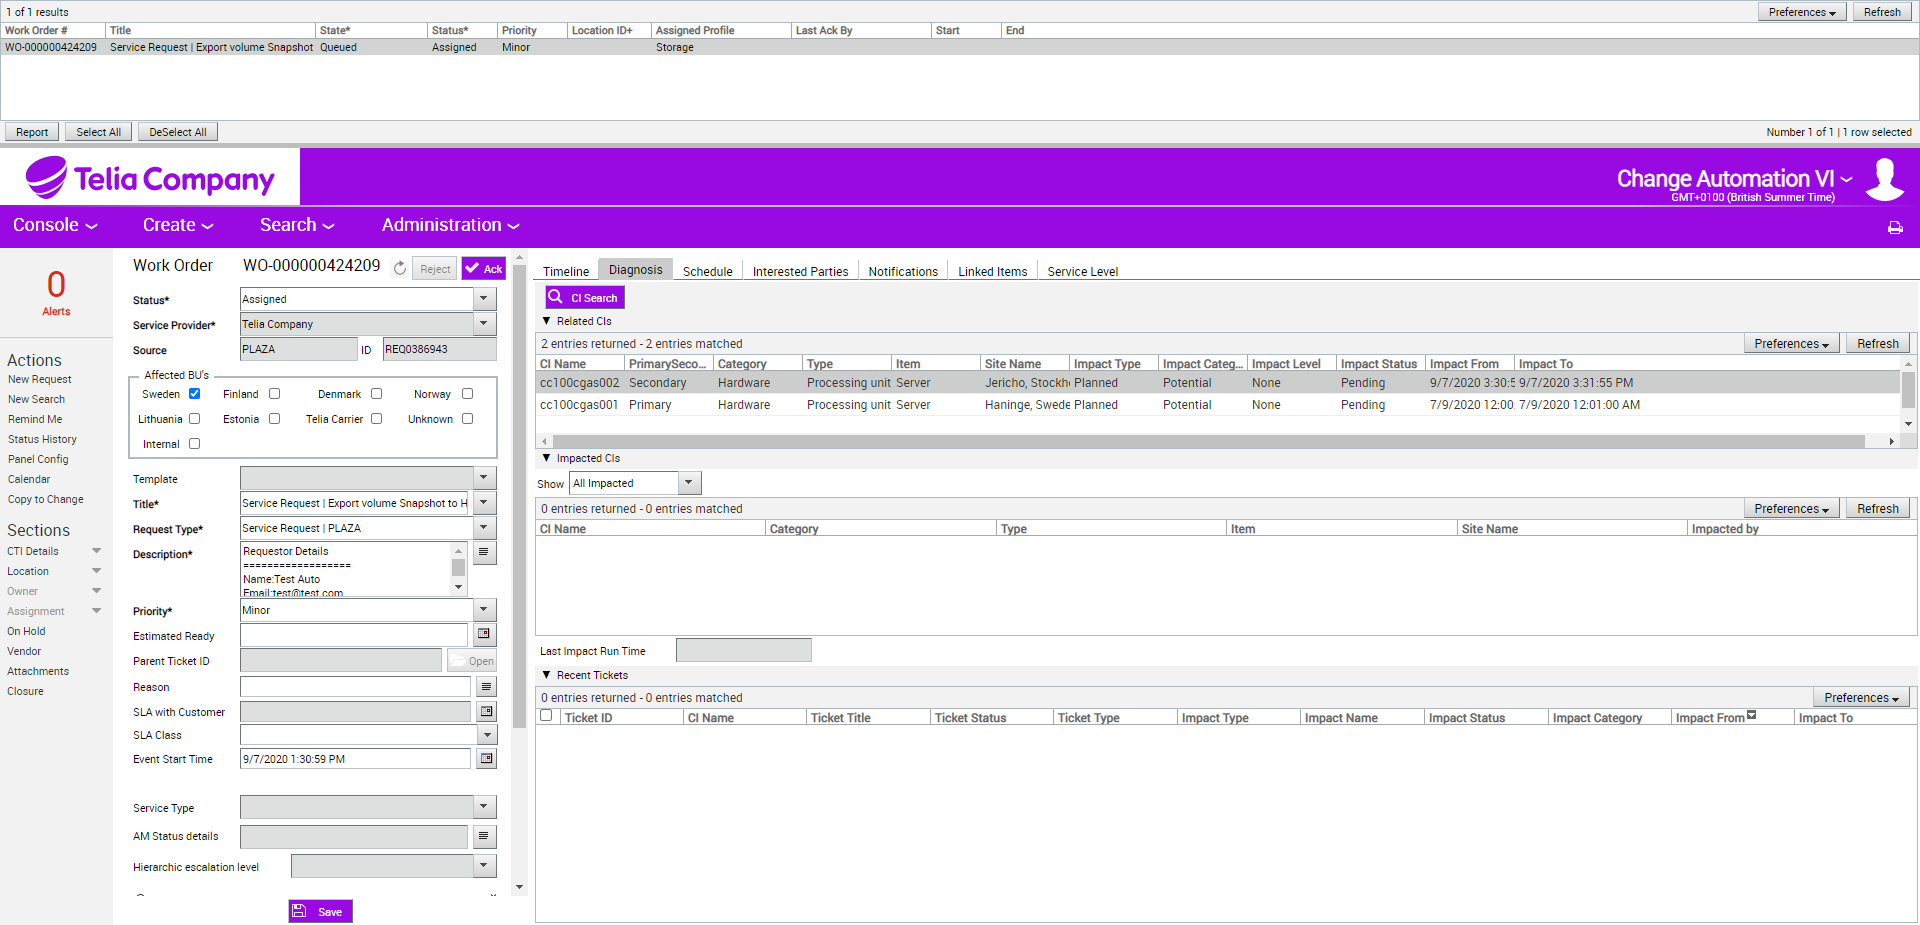 1 of 1 results
Preferences
Refresh
Work Order # Title State* Status* Priority Location ID+ Assigned Profile Last Ack By Start End
WO-000000424209 Service Request | Export volume Snapshot Queued Assigned Minor Storage
Report Select All DeSelect All
Number 1 of 1 | 1 row selected
Telia Company
Change Automation VI
GMT+0100 (British Summer Time)
Console Create Search Administration
0
Alerts
Actions
New Request
New Search
Remind Me
Status History
Panel Config
Calendar
Copy to Change
Sections
CTI Details
Location
Owner
Assignment
On Hold
Vendor
Attachments
Closure
Work Order WO-000000424209 Reject Ack
Status* Assigned
Service Provider* Telia Company
Source PLAZA ID REQ0386943
Affected BU's
Sweden Finland Denmark Norway
Lithuania Estonia Telia Carrier Unknown
Internal
Template
Title* Service Request | Export volume Snapshot to H
Request Type* Service Request | PLAZA
Description* Requestor Details
==================
Name:Test Auto
Email:test@test.com
Priority* Minor
Estimated Ready
Parent Ticket ID Open
Reason
SLA with Customer
SLA Class
Event Start Time 9/7/2020 1:30:59 PM
Service Type
AM Status details
Hierarchic escalation level
Save
Timeline Diagnosis Schedule Interested Parties Notifications Linked Items Service Level
CI Search
Related CIs
2 entries returned - 2 entries matched Preferences Refresh
CI Name PrimarySeco... Category Type Item Site Name Impact Type Impact Categ... Impact Level Impact Status Impact From Impact To
cc100cgas002 Secondary Hardware Processing unit Server Jericho, Stockh Planned Potential None Pending 9/7/2020 3:30:5 9/7/2020 3:31:55 PM
cc100cgas001 Primary Hardware Processing unit Server Haninge, Swede Planned Potential None Pending 7/9/2020 12:00: 7/9/2020 12:01:00 AM
Impacted CIs
Show All Impacted
0 entries returned - 0 entries matched Preferences Refresh
CI Name Category Type Item Site Name Impacted by
Last Impact Run Time
Recent Tickets
0 entries returned - 0 entries matched Preferences
Ticket ID CI Name Ticket Title Ticket Status Ticket Type Impact Type Impact Name Impact Status Impact Category Impact From Impact To